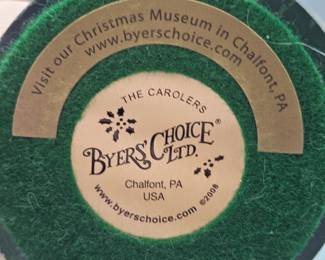 Visit our Christmas Museum in Chalfont, PA
www.byerschoice.com
THE CAROLERS
BYERS' CHOICE®
LTD.
Chalfont, PA
USA
www.byerschoice.com ©2008